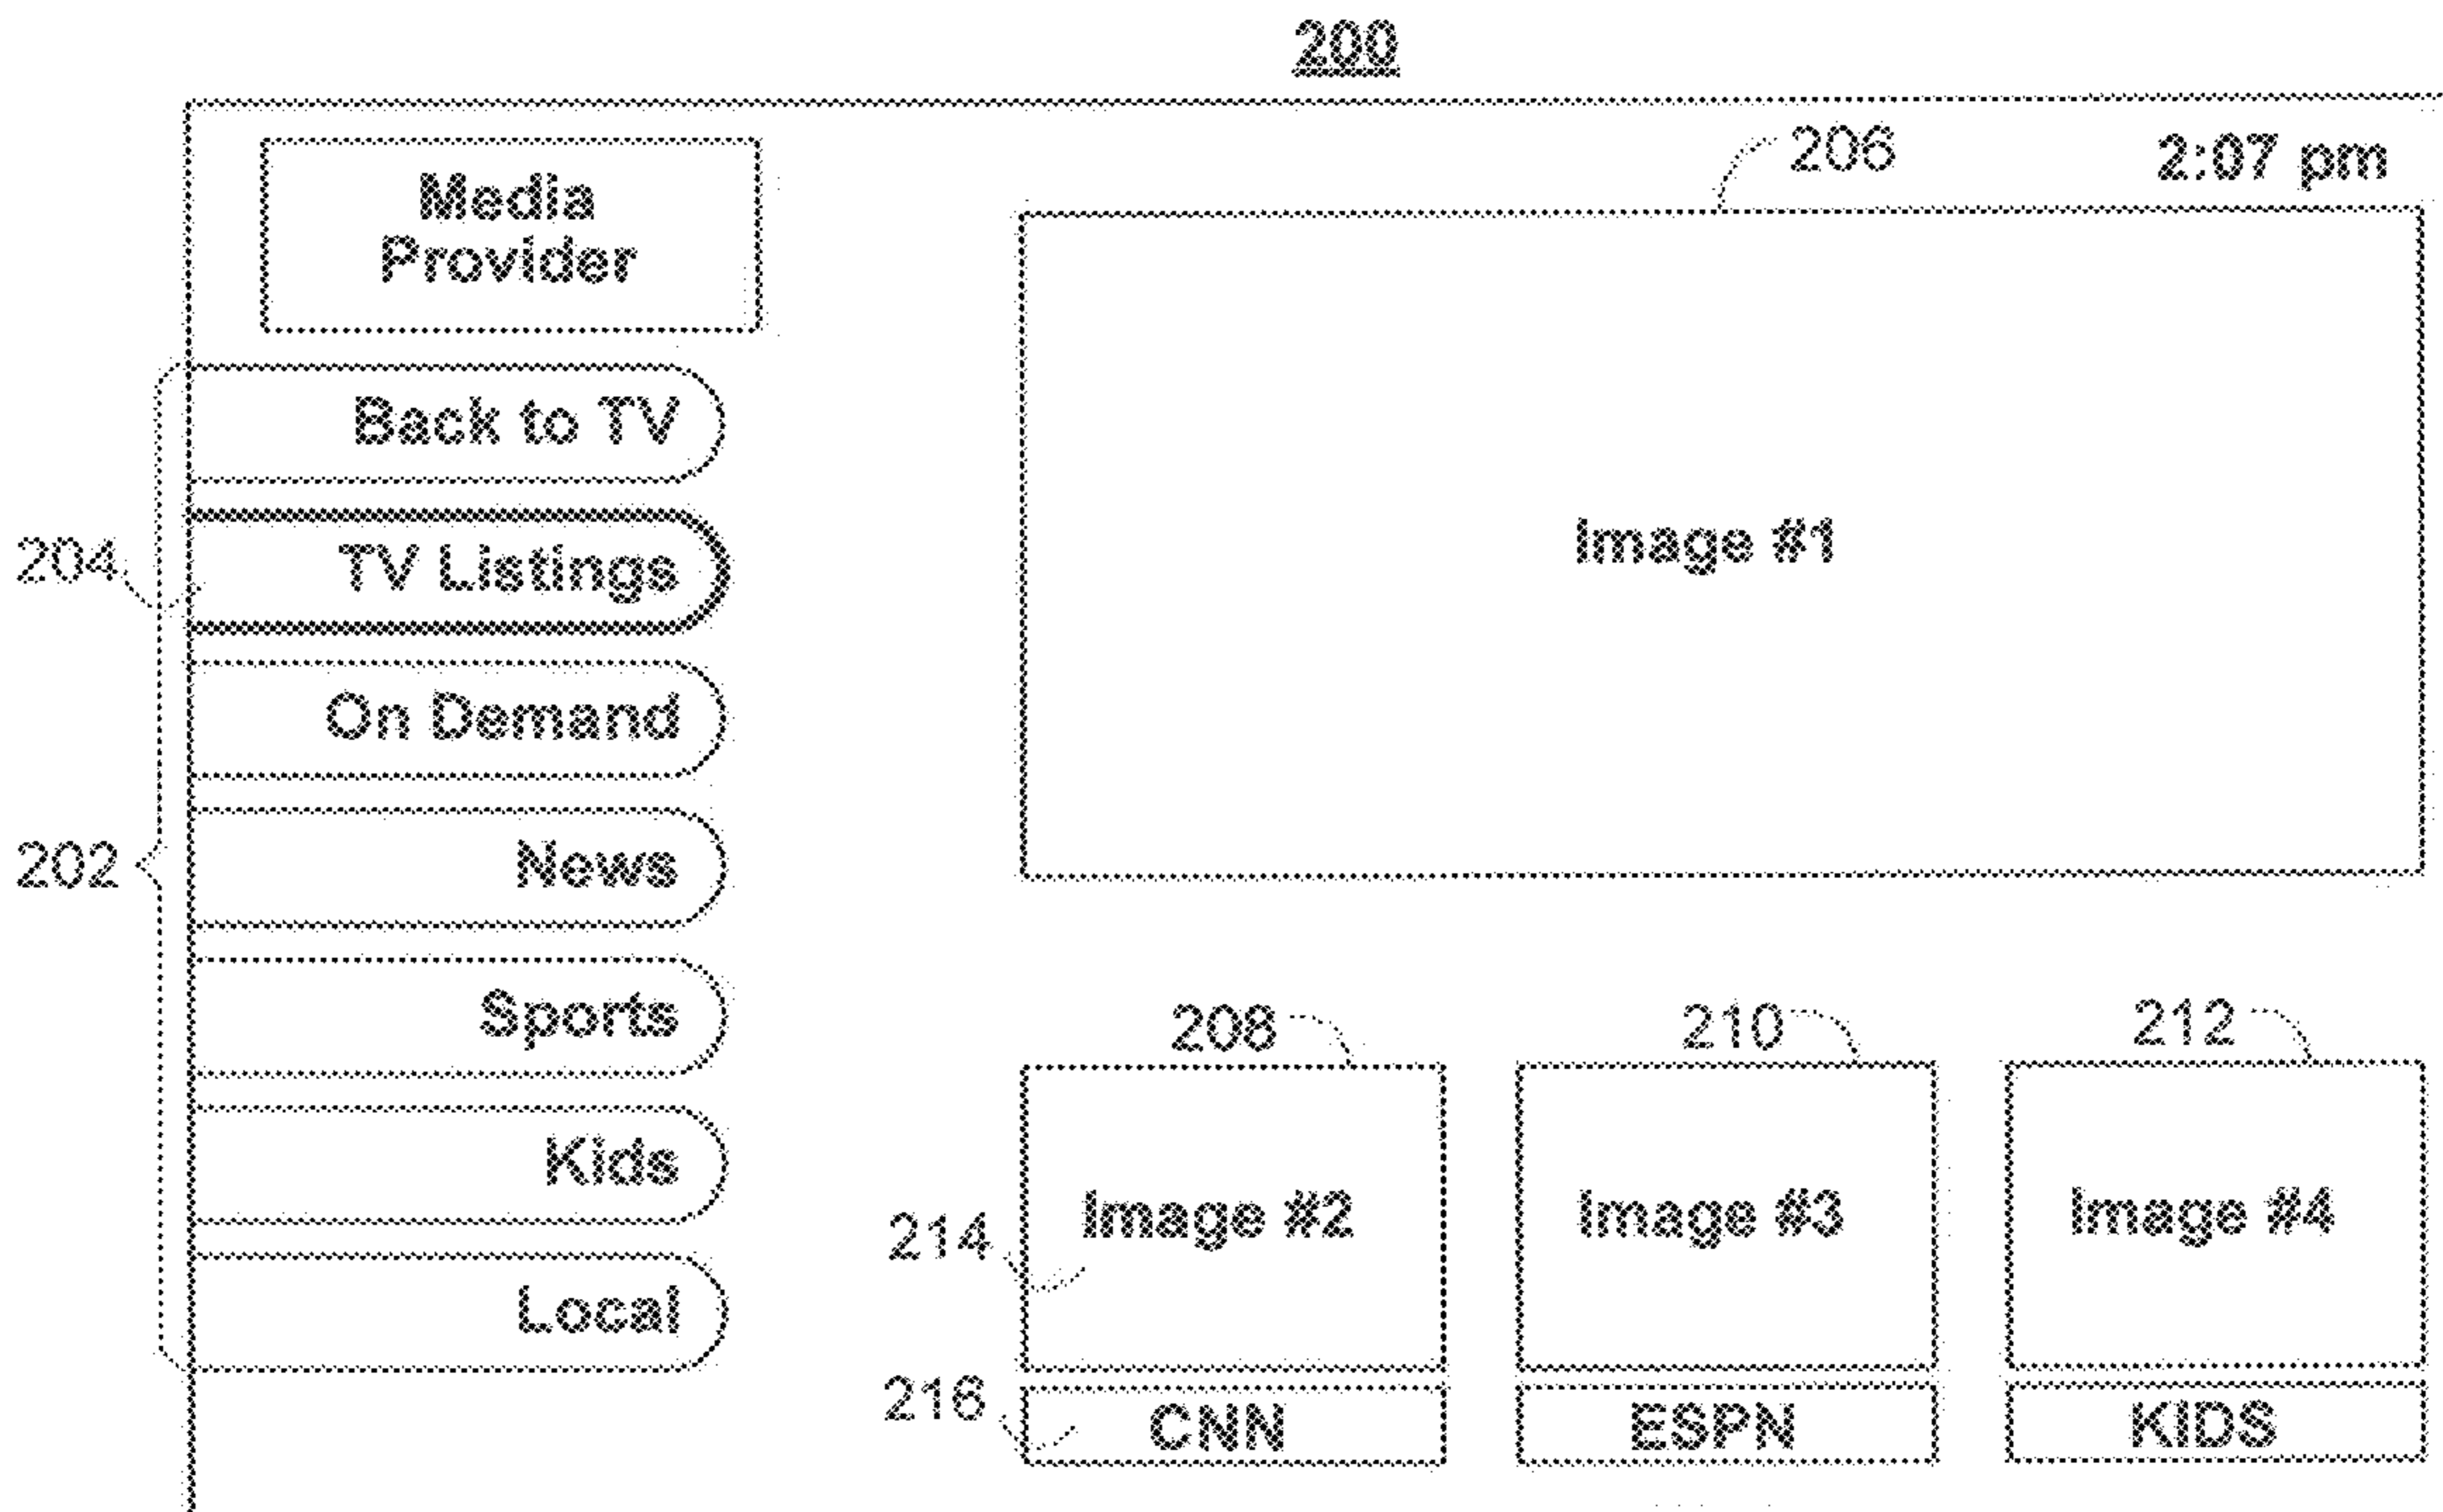 200
206
2:07 pm
Media
Provider
Back to TV
204
TV Listings
Image #1
On Demand
202
News
Sports
208
210
212
Kids
214
Image #2
Image #3
Image #4
Local
216
CNN
ESPN
KIDS